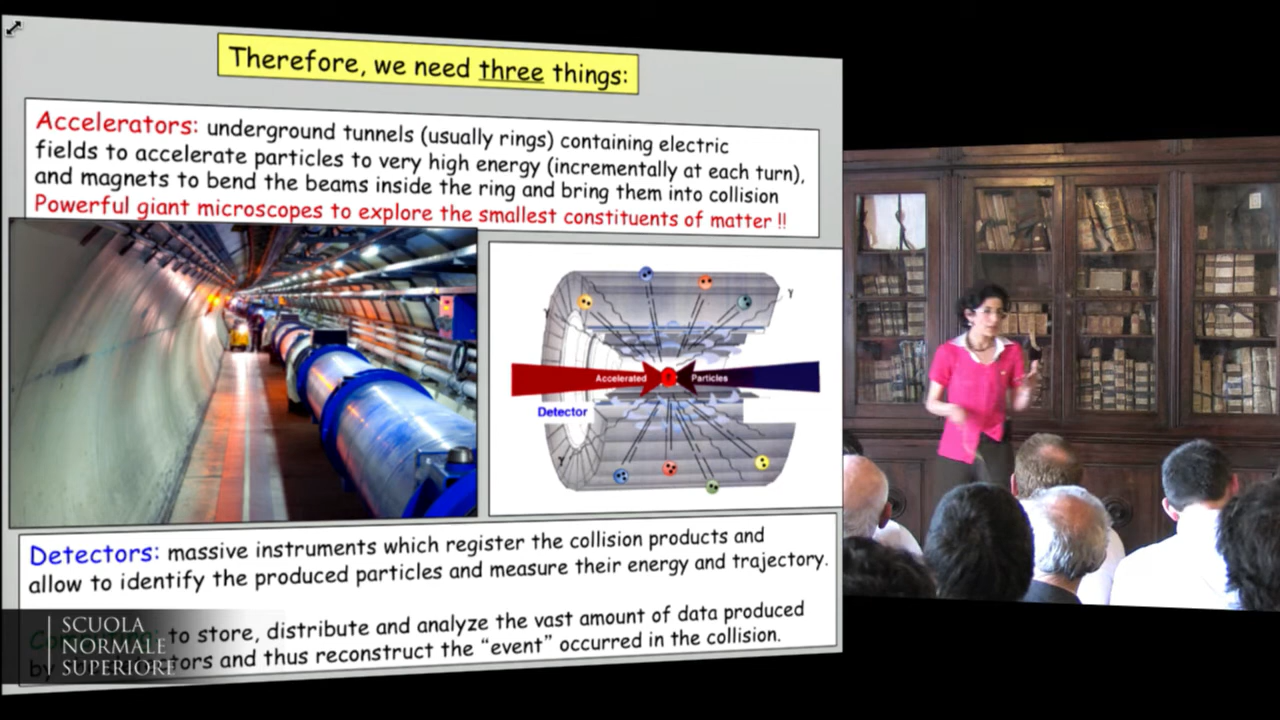 Therefore, we need three things:
Accelerators: underground tunnels (usually rings) containing electric
fields to accelerate particles to very high energy (incrementally at each turn),
and magnets to bend the beams inside the ring and bring them into collision
Powerful giant microscopes to explore the smallest constituents of matter !!
γ
γ
Accelerated Particles
Detector
γ
Detectors: massive instruments which register the collision products and
allow to identify the produced particles and measure their energy and trajectory.
to store, distribute and analyze the vast amount of data produced
by and thus reconstruct the “event” occurred in the collision.
SCUOLA
NORMALE
SUPERIORE